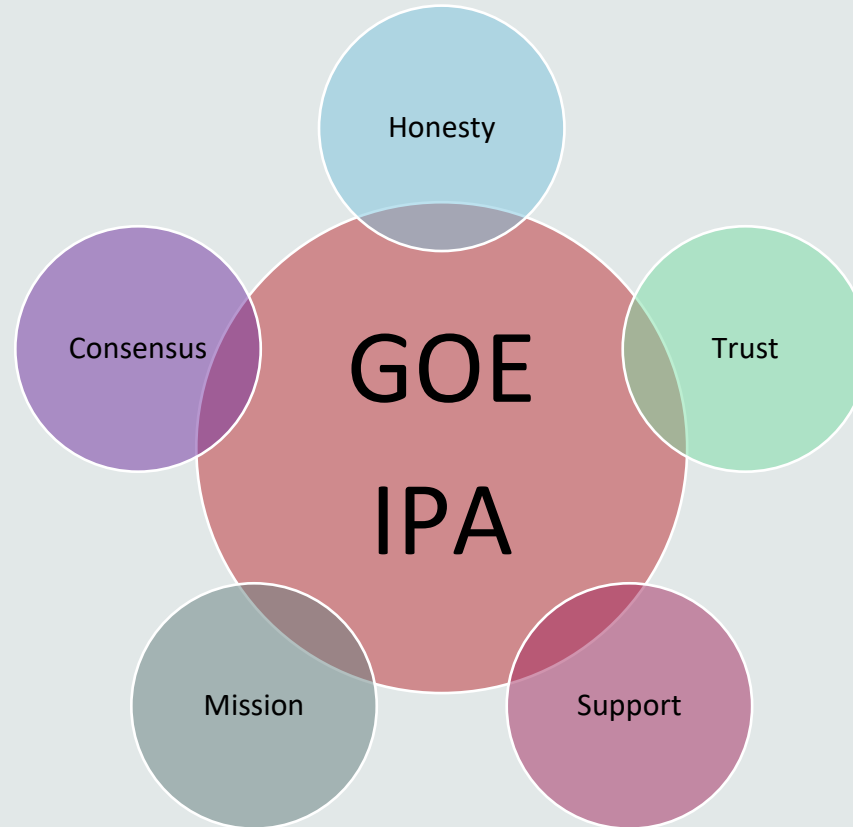 Honesty
Consensus
Trust
GOE
IPA
Mission
Support